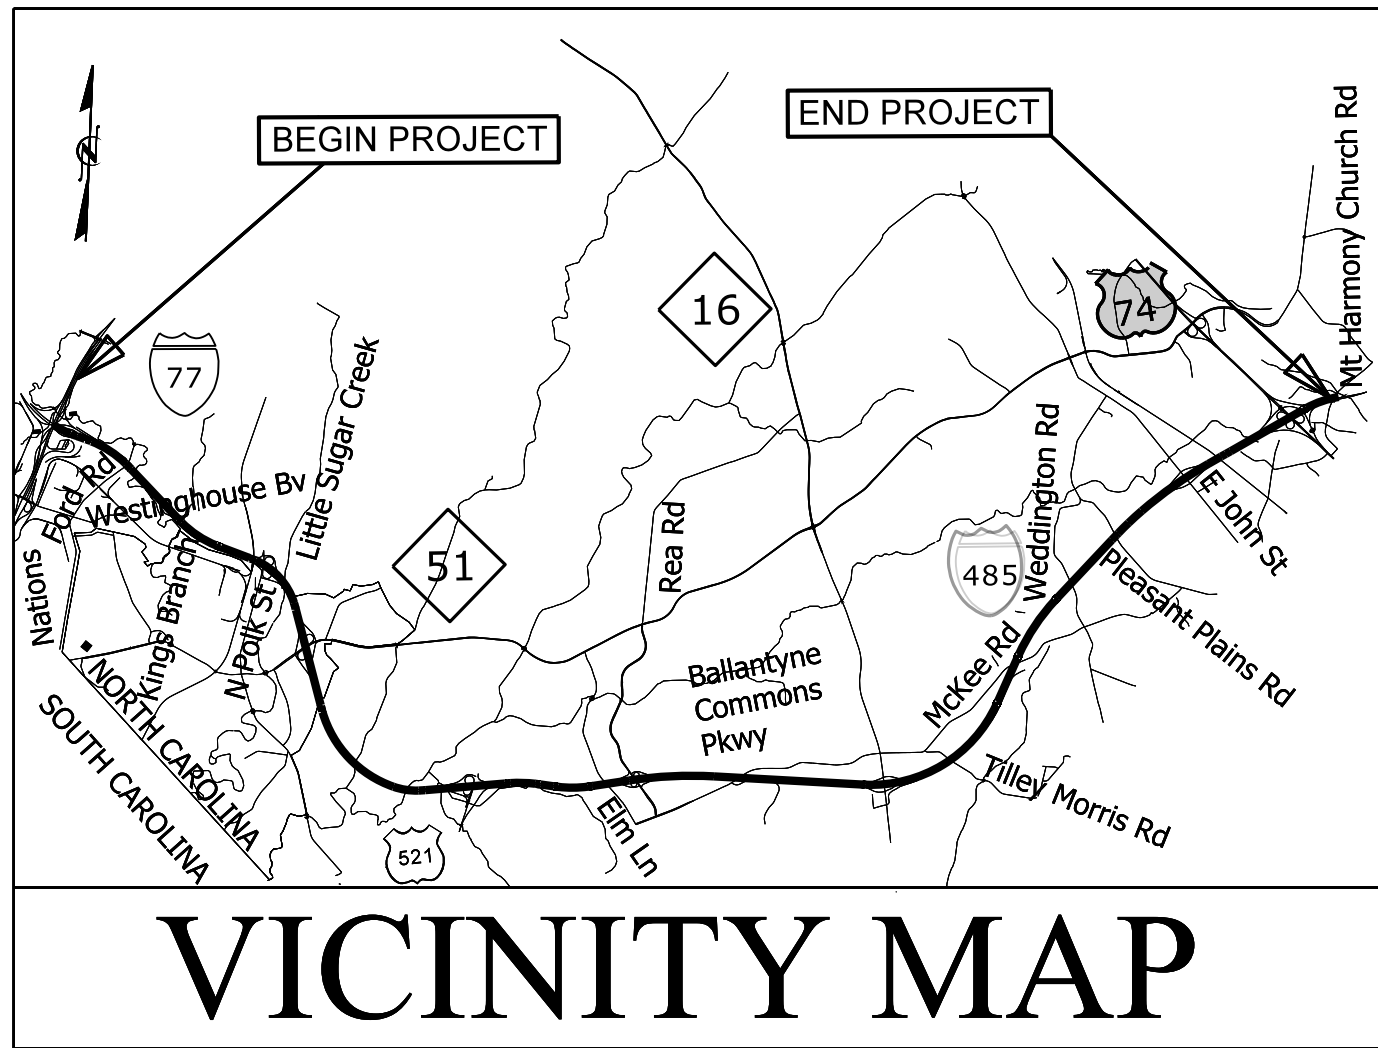 END PROJECT
BEGIN PROJECT
Mt Harmony Church Rd
N
16
74
77
Little Sugar Creek
Ford Rd
Westinghouse Bv
Weddington Rd
E John St
Rea Rd
51
485
Nations
Kings Branch
N Polk St
Pleasant Plains Rd
McKee Rd
Ballantyne
Commons
Pkwy
NORTH CAROLINA
SOUTH CAROLINA
Tilley Morris Rd
Elm Ln
521
VICINITY MAP